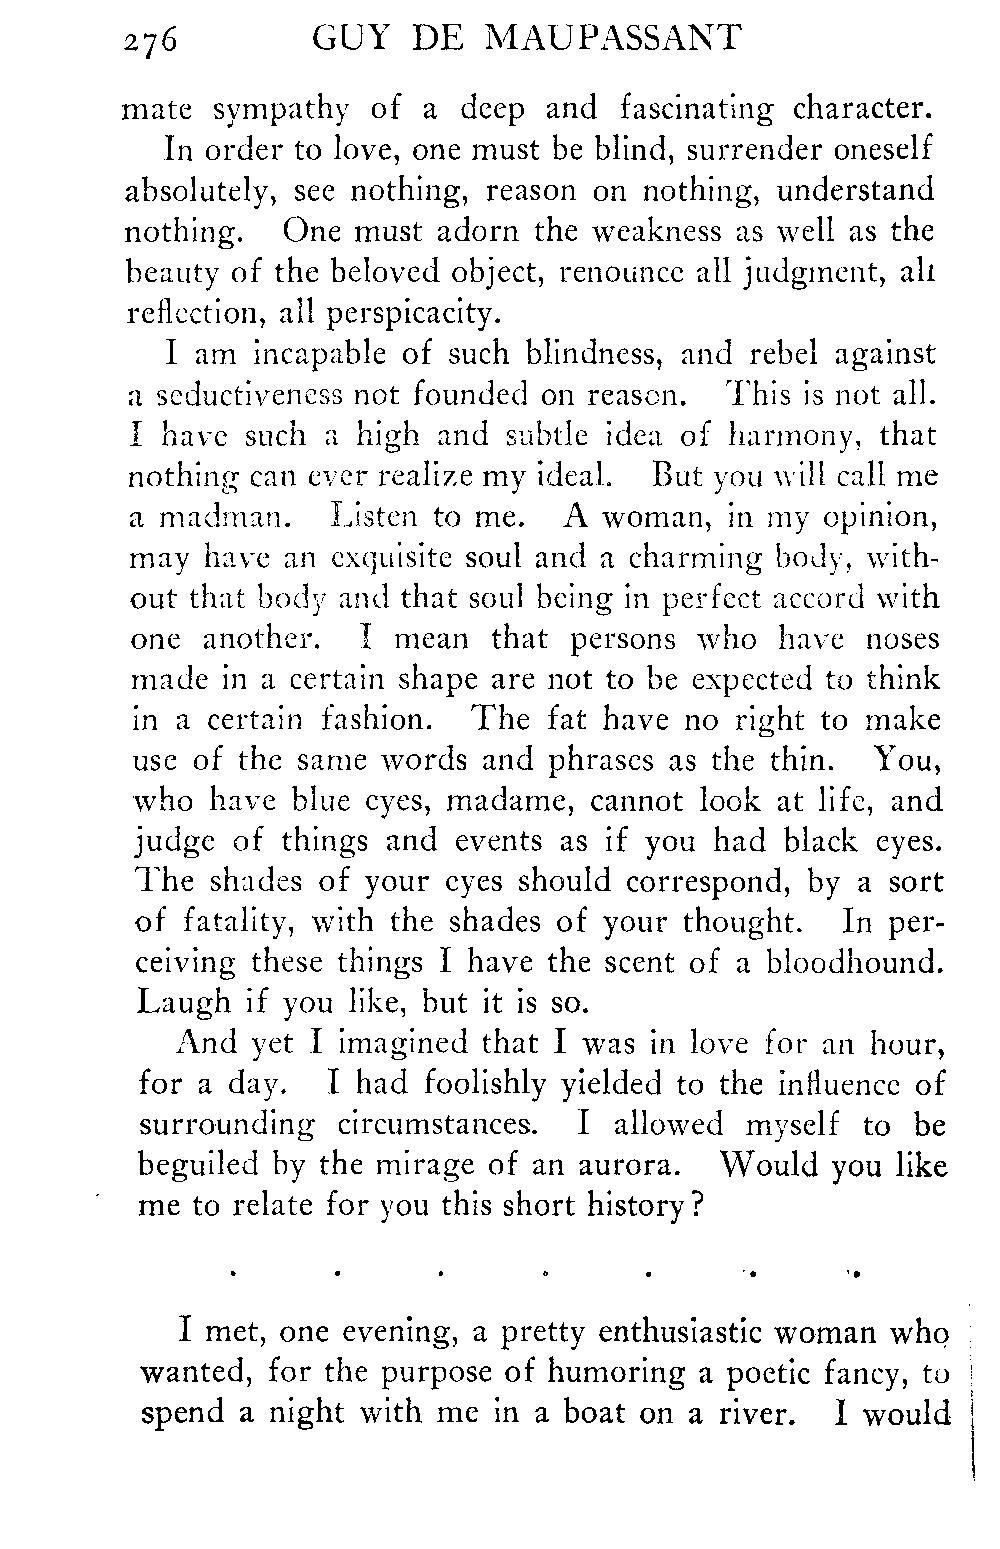 276 GUY DE MAUPASSANT
mate sympathy of a deep and fascinating character.
In order to love, one must be blind, surrender oneself
absolutely, see nothing, reason on nothing, understand
nothing. One must adorn the weakness as well as the
beauty of the beloved object, renounce all judgment, all
reflection, all perspicacity.
I am incapable of such blindness, and rebel against
a seductiveness not founded on reason. This is not all.
I have such a high and subtle idea of harmony, that
nothing can ever realize my ideal. But you will call me
a madman. Listen to me. A woman, in my opinion,
may have an exquisite soul and a charming body, with-
out that body and that soul being in perfect accord with
one another. I mean that persons who have noses
made in a certain shape are not to be expected to think
in a certain fashion. The fat have no right to make
use of the same words and phrases as the thin. You,
who have blue eyes, madame, cannot look at life, and
judge of things and events as if you had black eyes.
The shades of your eyes should correspond, by a sort
of fatality, with the shades of your thought. In per-
ceiving these things I have the scent of a bloodhound.
Laugh if you like, but it is so.
And yet I imagined that I was in love for an hour,
for a day. I had foolishly yielded to the influence of
surrounding circumstances. I allowed myself to be
beguiled by the mirage of an aurora. Would you like
me to relate for you this short history?
. . . . . . .
I met, one evening, a pretty enthusiastic woman who
wanted, for the purpose of humoring a poetic fancy, to
spend a night with me in a boat on a river. I would